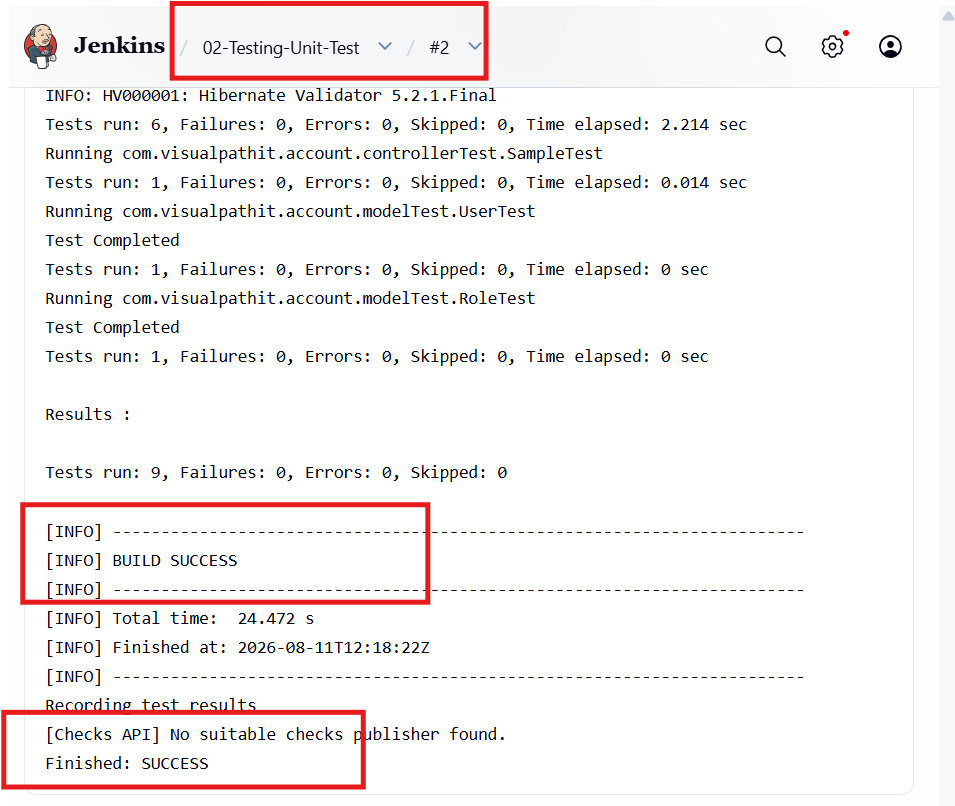 Jenkins / 02-Testing-Unit-Test / #2
INFO: HV000001: Hibernate Validator 5.2.1.Final
Tests run: 6, Failures: 0, Errors: 0, Skipped: 0, Time elapsed: 2.214 sec
Running com.visualpathit.account.controllerTest.SampleTest
Tests run: 1, Failures: 0, Errors: 0, Skipped: 0, Time elapsed: 0.014 sec
Running com.visualpathit.account.modelTest.UserTest
Test Completed
Tests run: 1, Failures: 0, Errors: 0, Skipped: 0, Time elapsed: 0 sec
Running com.visualpathit.account.modelTest.RoleTest
Test Completed
Tests run: 1, Failures: 0, Errors: 0, Skipped: 0, Time elapsed: 0 sec
Results :
Tests run: 9, Failures: 0, Errors: 0, Skipped: 0
[INFO] ------------------------------------------------------------------------
[INFO] BUILD SUCCESS
[INFO] ------------------------------------------------------------------------
[INFO] Total time:  24.472 s
[INFO] Finished at: 2026-08-11T12:18:22Z
[INFO] ------------------------------------------------------------------------
Recording test results
[Checks API] No suitable checks publisher found.
Finished: SUCCESS